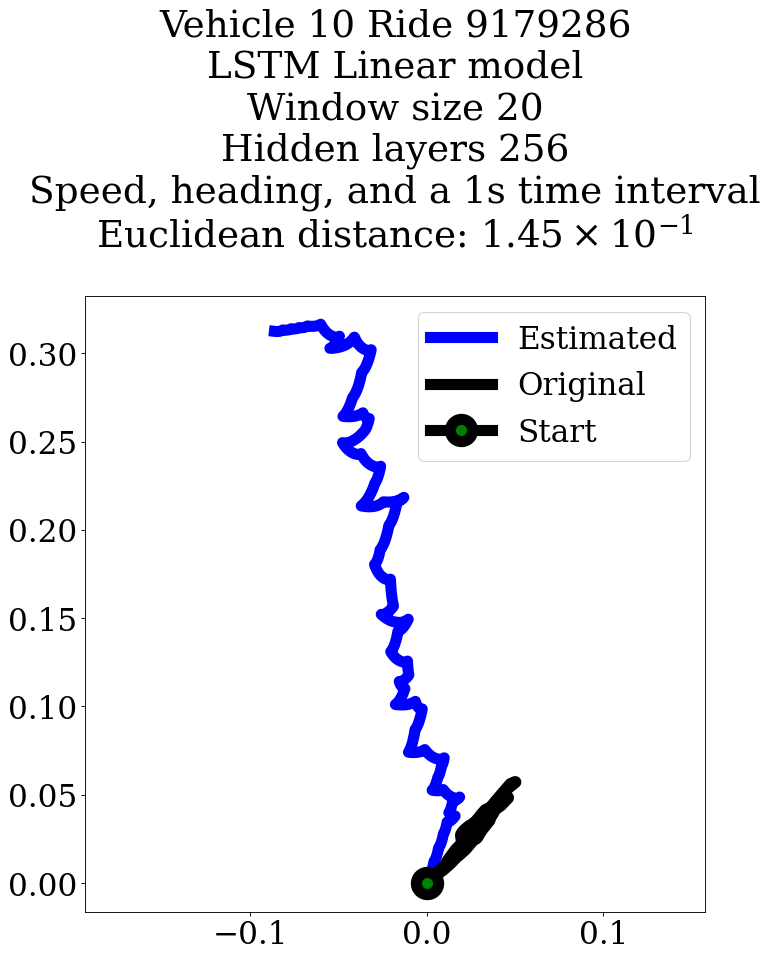 Vehicle 10 Ride 9179286
LSTM Linear model
Window size 20
Hidden layers 256
Speed, heading, and a 1s time interval
Euclidean distance: 1.45 × 10⁻¹
Estimated
Original
Start
0.30
0.25
0.20
0.15
0.10
0.05
0.00
−0.1 0.0 0.1